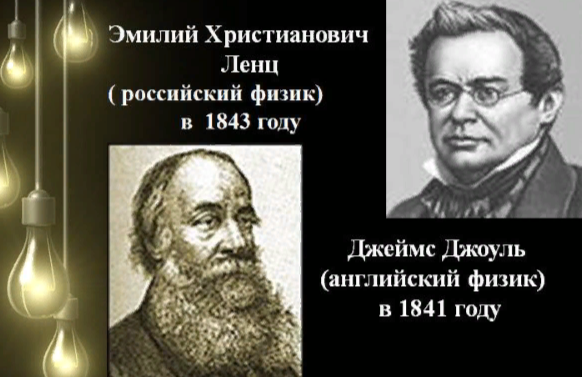 Эмилий Христианович
Ленц
( российский физик)
в 1843 году
Джеймс Джоуль
(английский физик)
в 1841 году